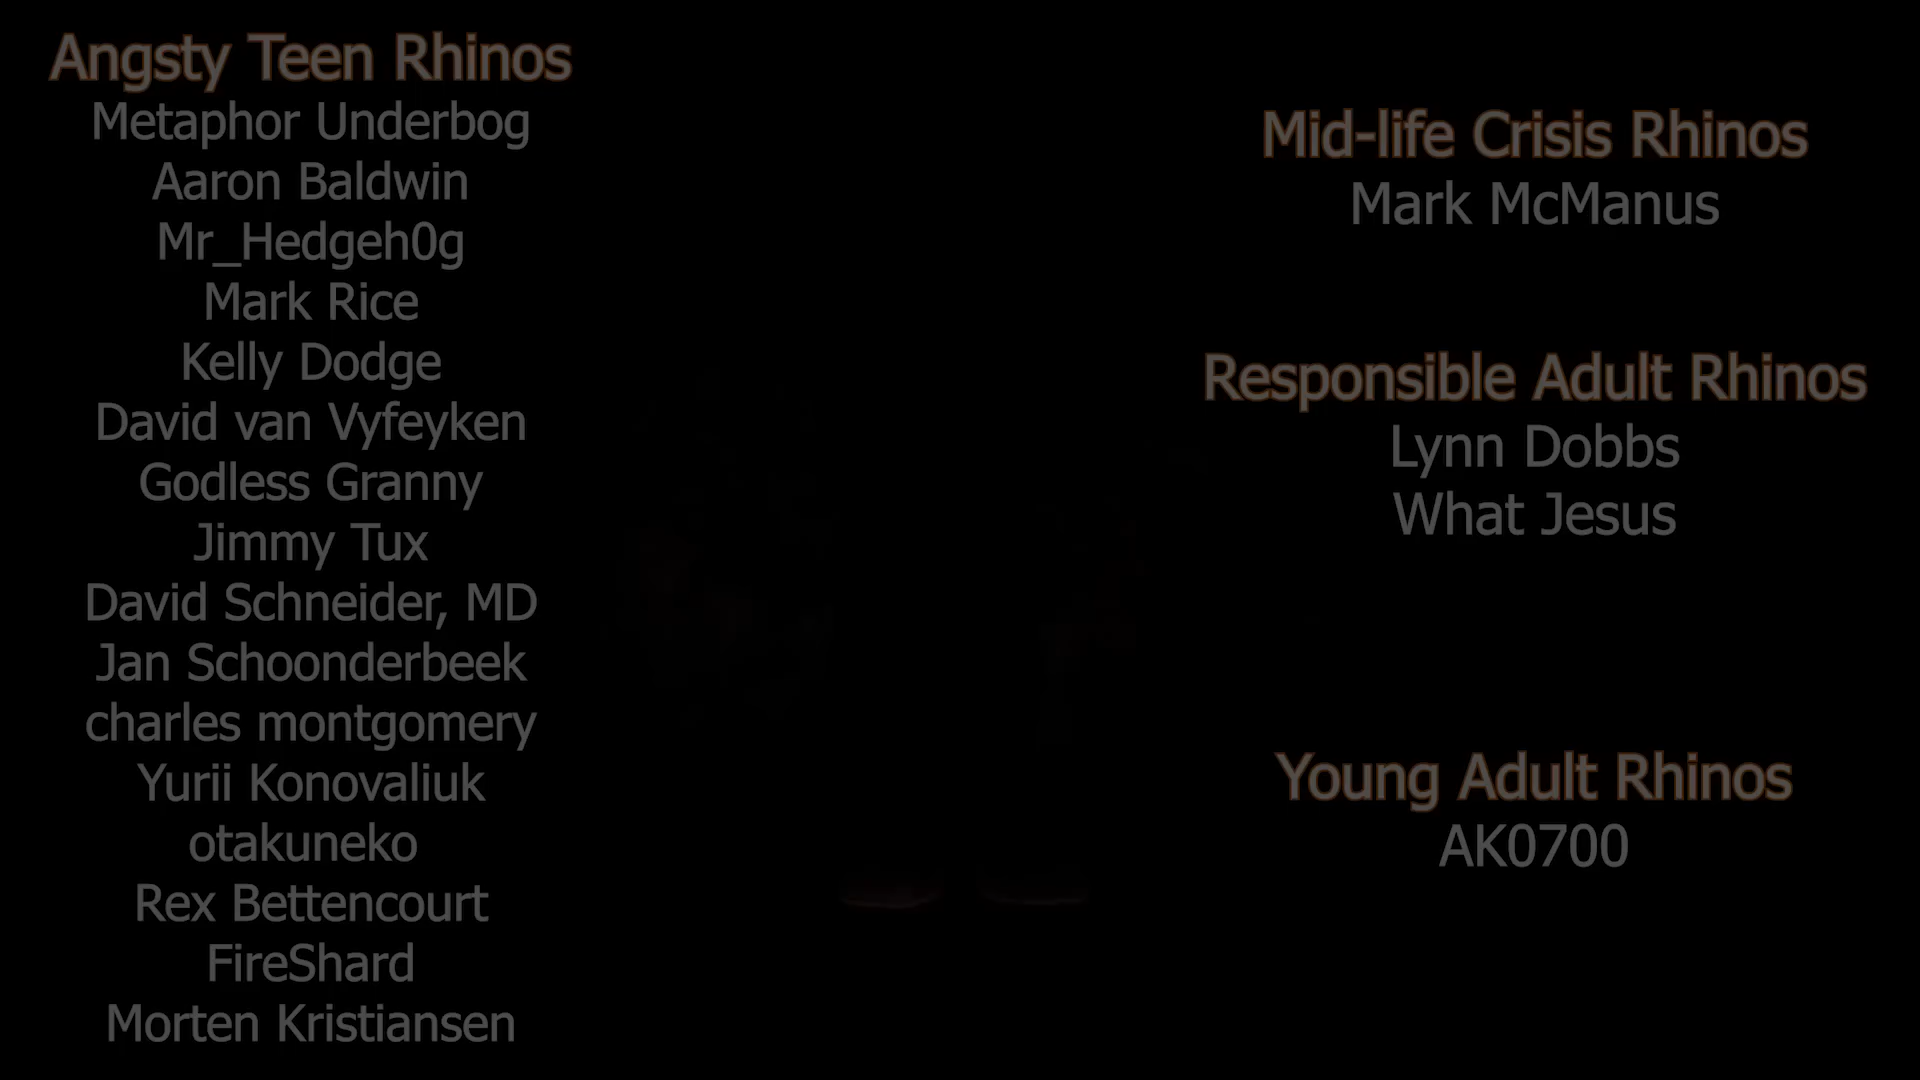 Angsty Teen Rhinos
Metaphor Underbog
Aaron Baldwin
Mr_Hedgeh0g
Mark Rice
Kelly Dodge
David van Vyfeyken
Godless Granny
Jimmy Tux
David Schneider, MD
Jan Schoonderbeek
charles montgomery
Yurii Konovaliuk
otakuneko
Rex Bettencourt
FireShard
Morten Kristiansen
Mid-life Crisis Rhinos
Mark McManus
Responsible Adult Rhinos
Lynn Dobbs
What Jesus
Young Adult Rhinos
AK0700